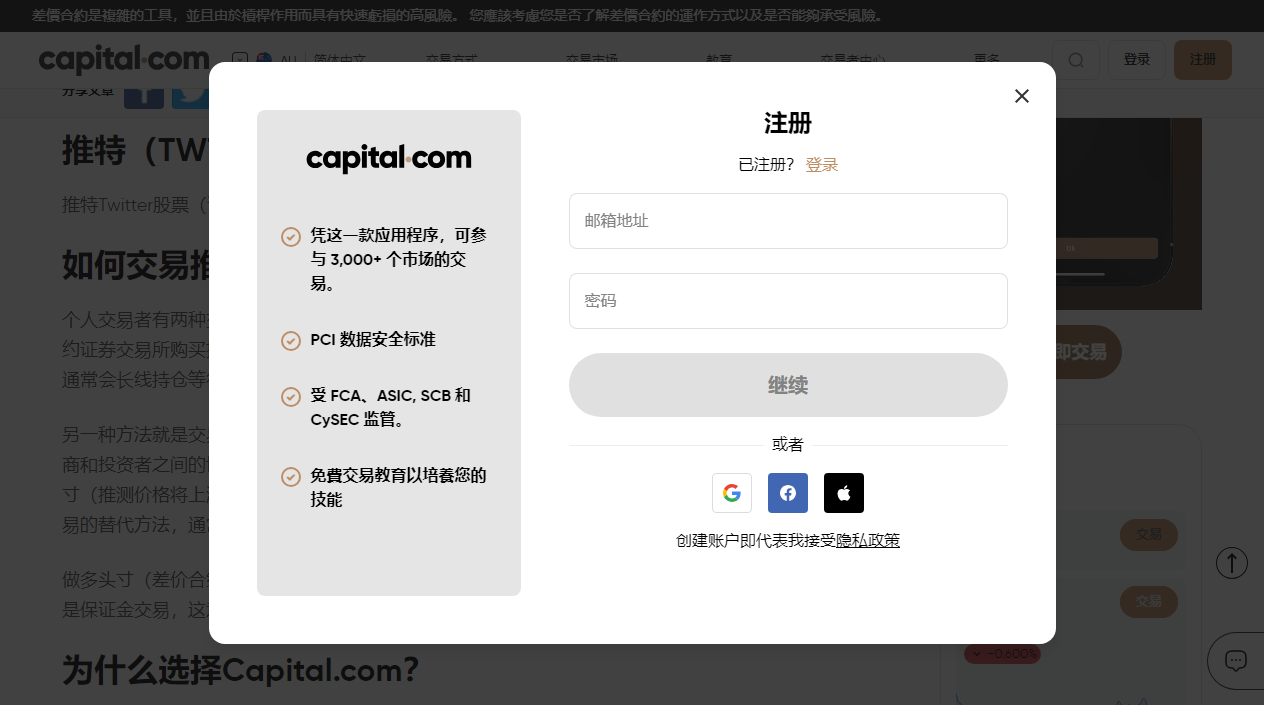 差價合約是複雜的工具，並且由於槓桿作用而具有快速虧損的高風險。 您應該考慮您是否了解差價合約的運作方式以及是否能夠承受風險。
capital.com AU 简体中文 交易方式 交易市场 教育 交易者中心 更多 登录 注册
分享文章
推特（TW
推特Twitter股票（
如何交易推
个人交易者有两种
约证券交易所购买
通常会长线持仓等
即交易
另一种方法就是交
商和投资者之间的
寸（推测价格将上
易的替代方法，通
交易
做多头寸（差价合
是保证金交易，这
交易
-0.600%
为什么选择Capital.com?
capital.com
凭这一款应用程序，可参
与 3,000+ 个市场的交
易。
PCI 数据安全标准
受 FCA、ASIC, SCB 和
CySEC 监管。
免費交易教育以培養您的
技能
注册
已注册？ 登录
邮箱地址
密码
继续
或者
创建账户即代表我接受隐私政策